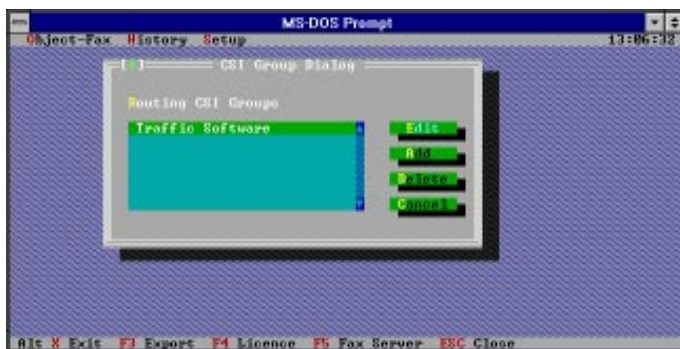 MS-DOS Prompt
Object-Fax History Setup 13:06:32
CSI Group Dialog
Routing CSI Groups
Traffic Software
Edit
Add
Delete
Cancel
Alt X Exit F3 Export F4 Licence F5 Fax Server ESC Close